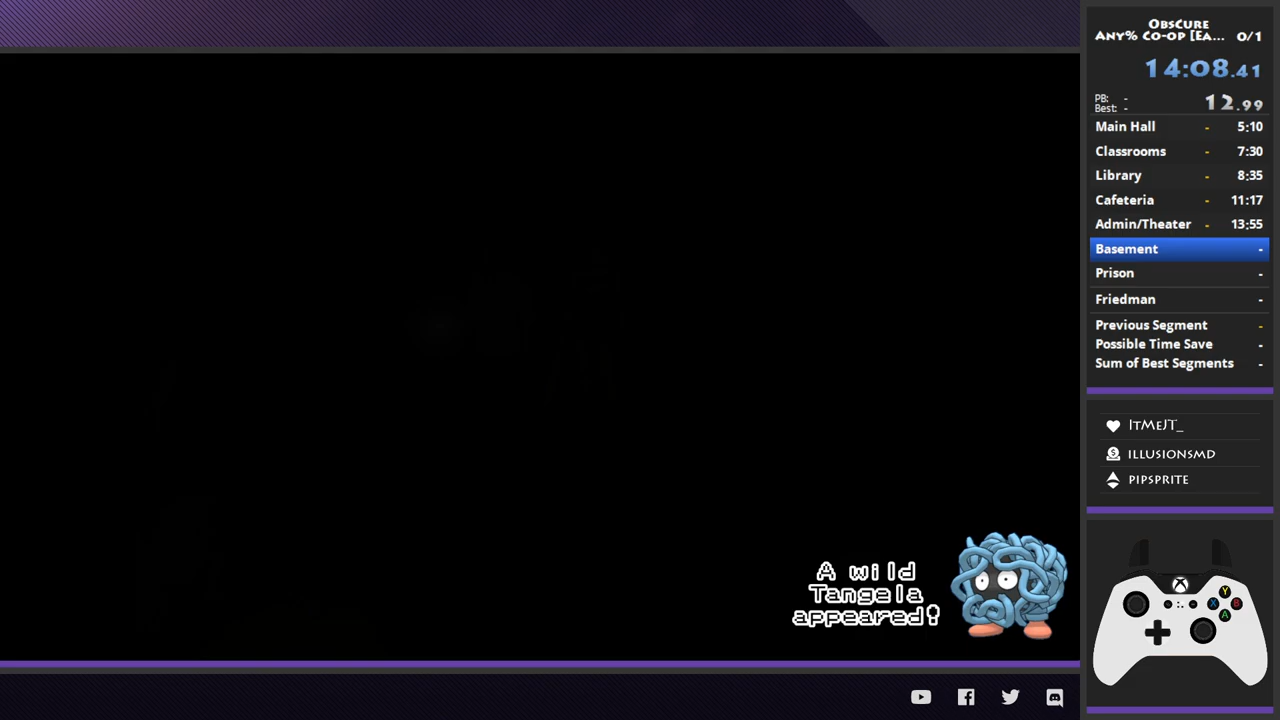 ObsCure
Any% Co-op [Ea... 0/1
14:08.41
PB: -
Best: -
12.99
Main Hall - 5:10
Classrooms - 7:30
Library - 8:35
Cafeteria - 11:17
Admin/Theater - 13:55
Basement -
Prison -
Friedman -
Previous Segment -
Possible Time Save -
Sum of Best Segments -
ItMeJT_
illusionsmd
pipsprite
A wild
Tangela
appeared!
Y
X B
A